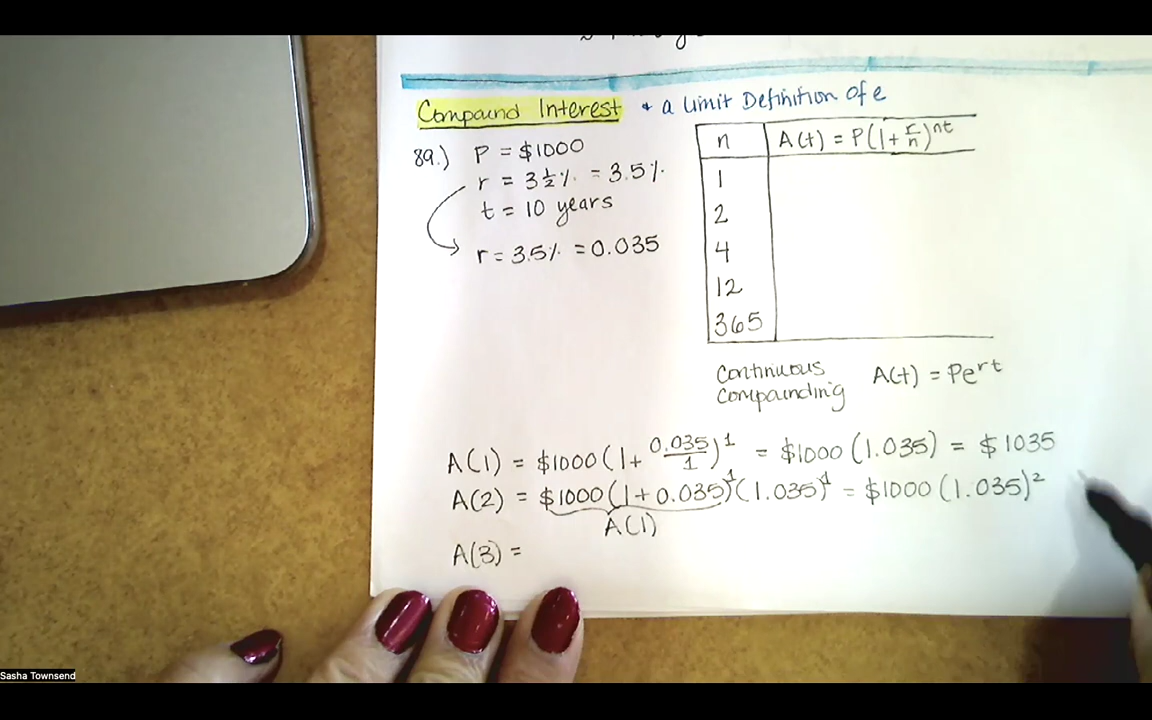 Compound Interest & a Limit Definition Of e
89.) P = $1000
r = 3 1/2 % = 3.5%
t = 10 years
r = 3.5% = 0.035
n A(t) = P(1 + r/n)^nt
1
2
4
12
365
Continuous Compounding A(t) = Pe^rt
A(1) = $1000 (1 + 0.035/1)^1 = $1000 (1.035) = $1035
A(2) = $1000 (1 + 0.035)^1 (1.035)^1 = $1000 (1.035)^2
A(1)
A(3) =
Sasha Townsend